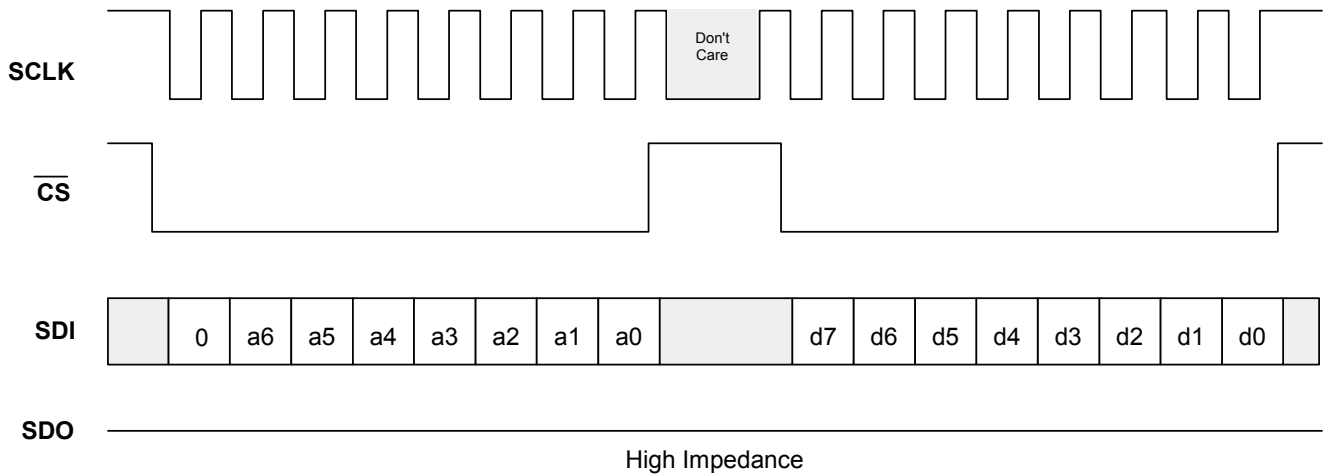 Don't
Care
SCLK
CS
SDI
0 a6 a5 a4 a3 a2 a1 a0 d7 d6 d5 d4 d3 d2 d1 d0
SDO
High Impedance